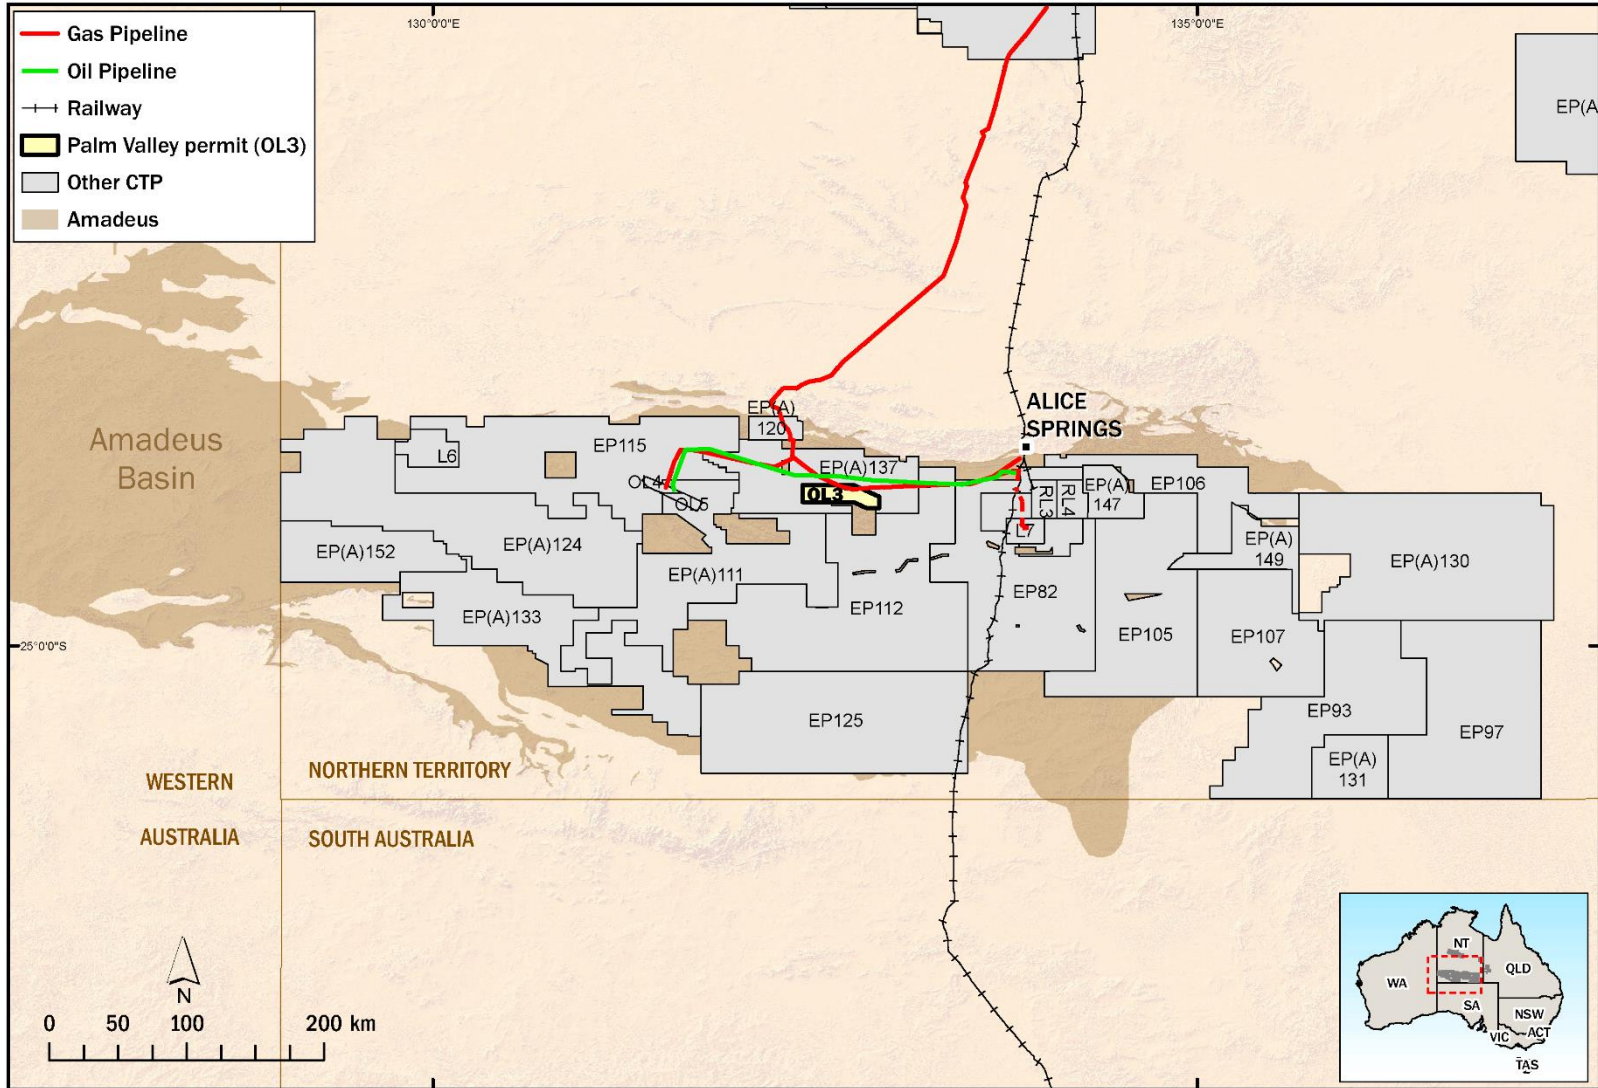 130°0'0"E
135°0'0"E
Gas Pipeline
Oil Pipeline
Railway
Palm Valley permit (OL3)
Other CTP
Amadeus
EP(A
ALICE
SPRINGS
EP(A)
120
Amadeus
Basin
EP115
L6
EP(A)137
OL4
OL5
OL3
RL3
RL4
EP(A)
147
EP106
L7
EP(A)152
EP(A)124
EP(A)111
EP(A)
149
EP(A)130
EP(A)133
EP112
EP82
EP105
EP107
25°0'0"S
EP125
EP93
EP97
EP(A)
131
WESTERN
AUSTRALIA
NORTHERN TERRITORY
SOUTH AUSTRALIA
N
0 50 100 200 km
NT
WA
QLD
SA
NSW
ACT
VIC
TAS